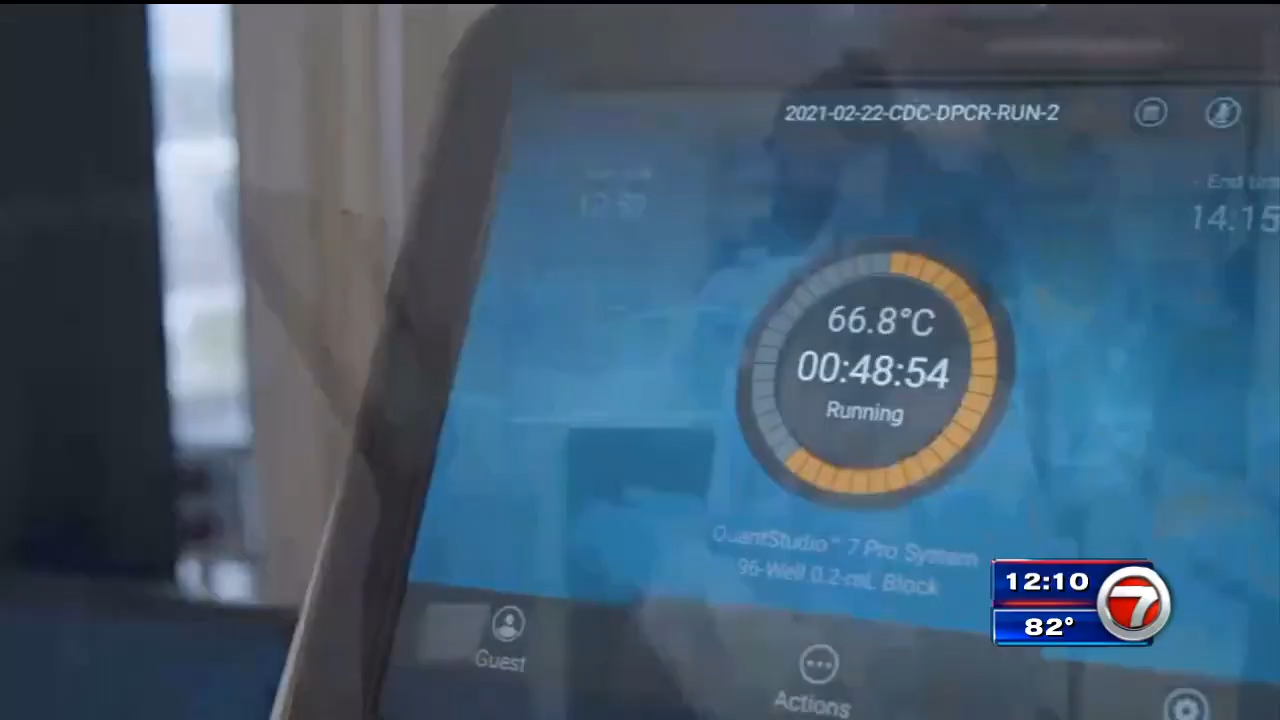 2021-02-22-CDC-DPCR-RUN-2
End
14:15
66.8°C
00:48:54
Running
QuantStudio™ 7 Pro System
96-Well 0.2-mL Block
Guest
Actions
12:10
82°
7